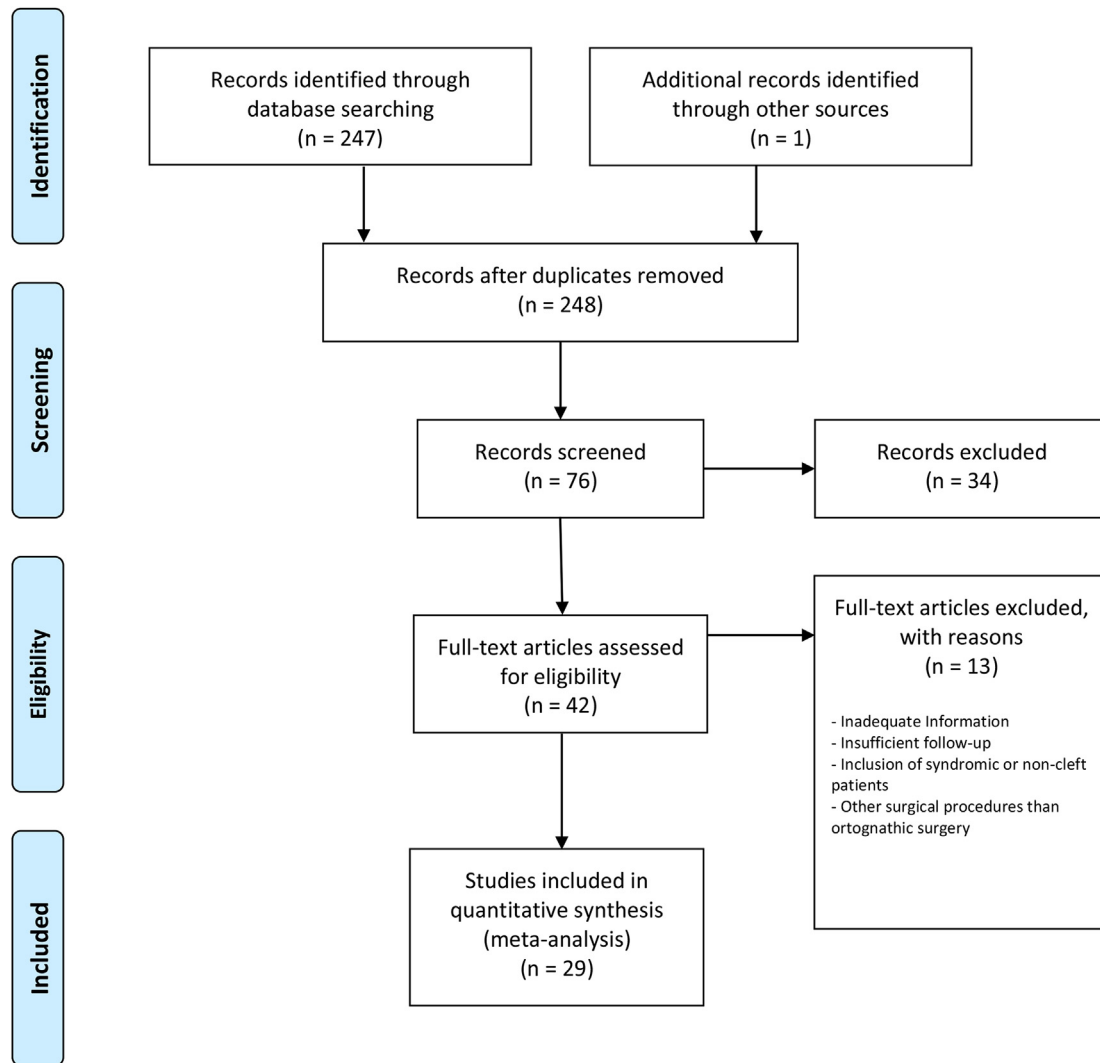 Identification
Records identified through
database searching
(n = 247)
Additional records identified
through other sources
(n = 1)
Records after duplicates removed
(n = 248)
Screening
Records screened
(n = 76)
Records excluded
(n = 34)
Eligibility
Full-text articles assessed
for eligibility
(n = 42)
Full-text articles excluded,
with reasons
(n = 13)
- Inadequate Information
- Insufficient follow-up
- Inclusion of syndromic or non-cleft
patients
- Other surgical procedures than
ortognathic surgery
Included
Studies included in
quantitative synthesis
(meta-analysis)
(n = 29)